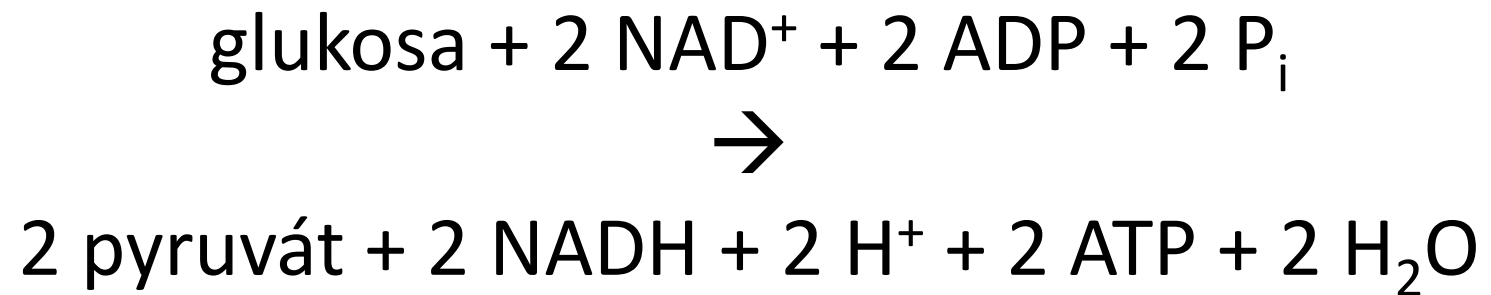 glukosa + 2 NAD⁺ + 2 ADP + 2 Pᵢ
→
2 pyruvát + 2 NADH + 2 H⁺ + 2 ATP + 2 H₂O